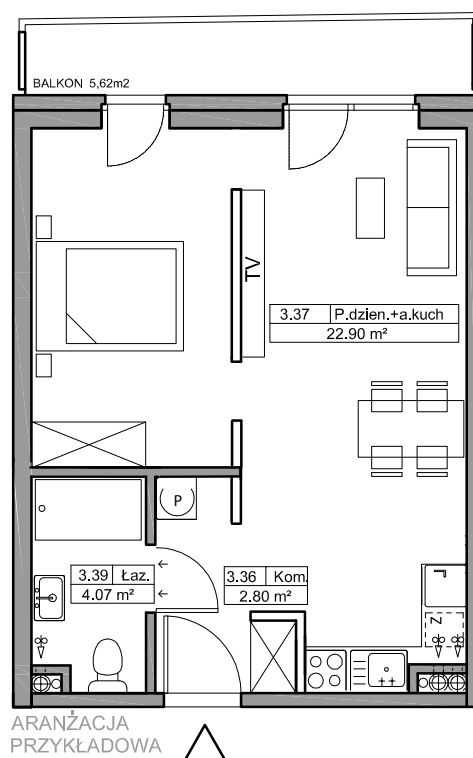 BALKON 5,62m2
TV
3.37 P.dzien.+a.kuch
22.90 m²
P
3.39 Łaz.
4.07 m²
3.36 Kom.
2.80 m²
L
Z
ARANŻACJA
PRZYKŁADOWA